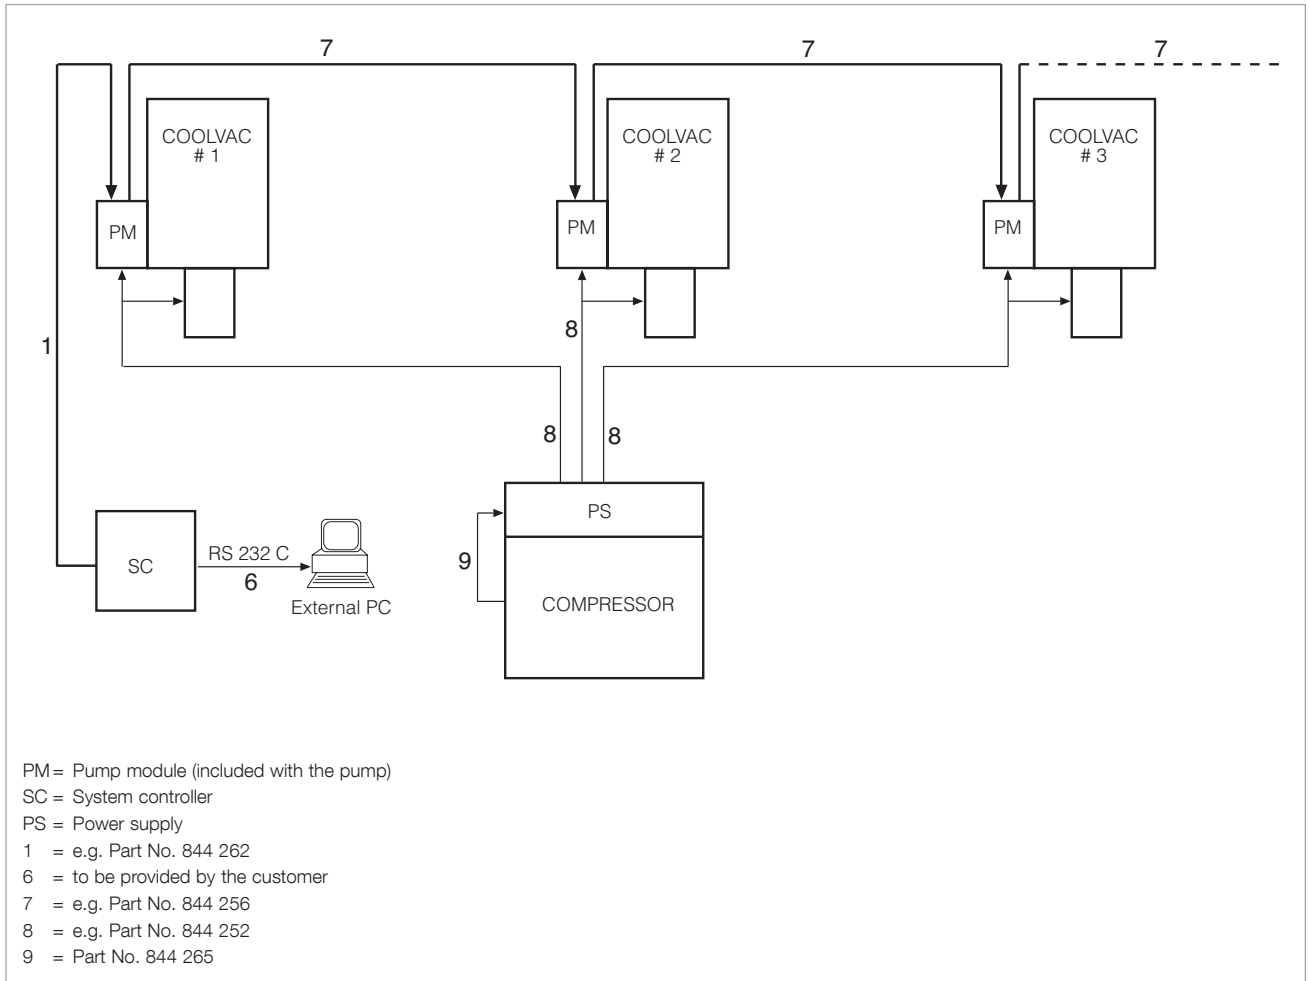 7
7
7
COOLVAC
# 1
COOLVAC
# 2
COOLVAC
# 3
PM
PM
PM
1
8
8
8
PS
SC
RS 232 C
6
External PC
9
COMPRESSOR
PM = Pump module (included with the pump)
SC = System controller
PS = Power supply
1 = e.g. Part No. 844 262
6 = to be provided by the customer
7 = e.g. Part No. 844 256
8 = e.g. Part No. 844 252
9 = Part No. 844 265